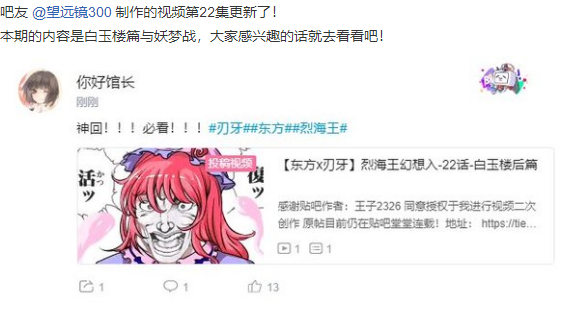 吧友 @望远镜300 制作的视频第22集更新了！
本期的内容是白玉楼篇与妖梦战，大家感兴趣的话就去看看吧！
你好馆长
刚刚
神回！！！必看！！！#刃牙##东方##烈海王#
投稿视频
活ッ
かつ
復ッ
【东方x刃牙】烈海王幻想入-22话-白玉楼后篇
感谢贴吧作者：王子2326 同意授权于我进行视频二次
创作 原帖目前仍在贴吧堂堂连载！地址： https://tie...
1
1
1
1
13